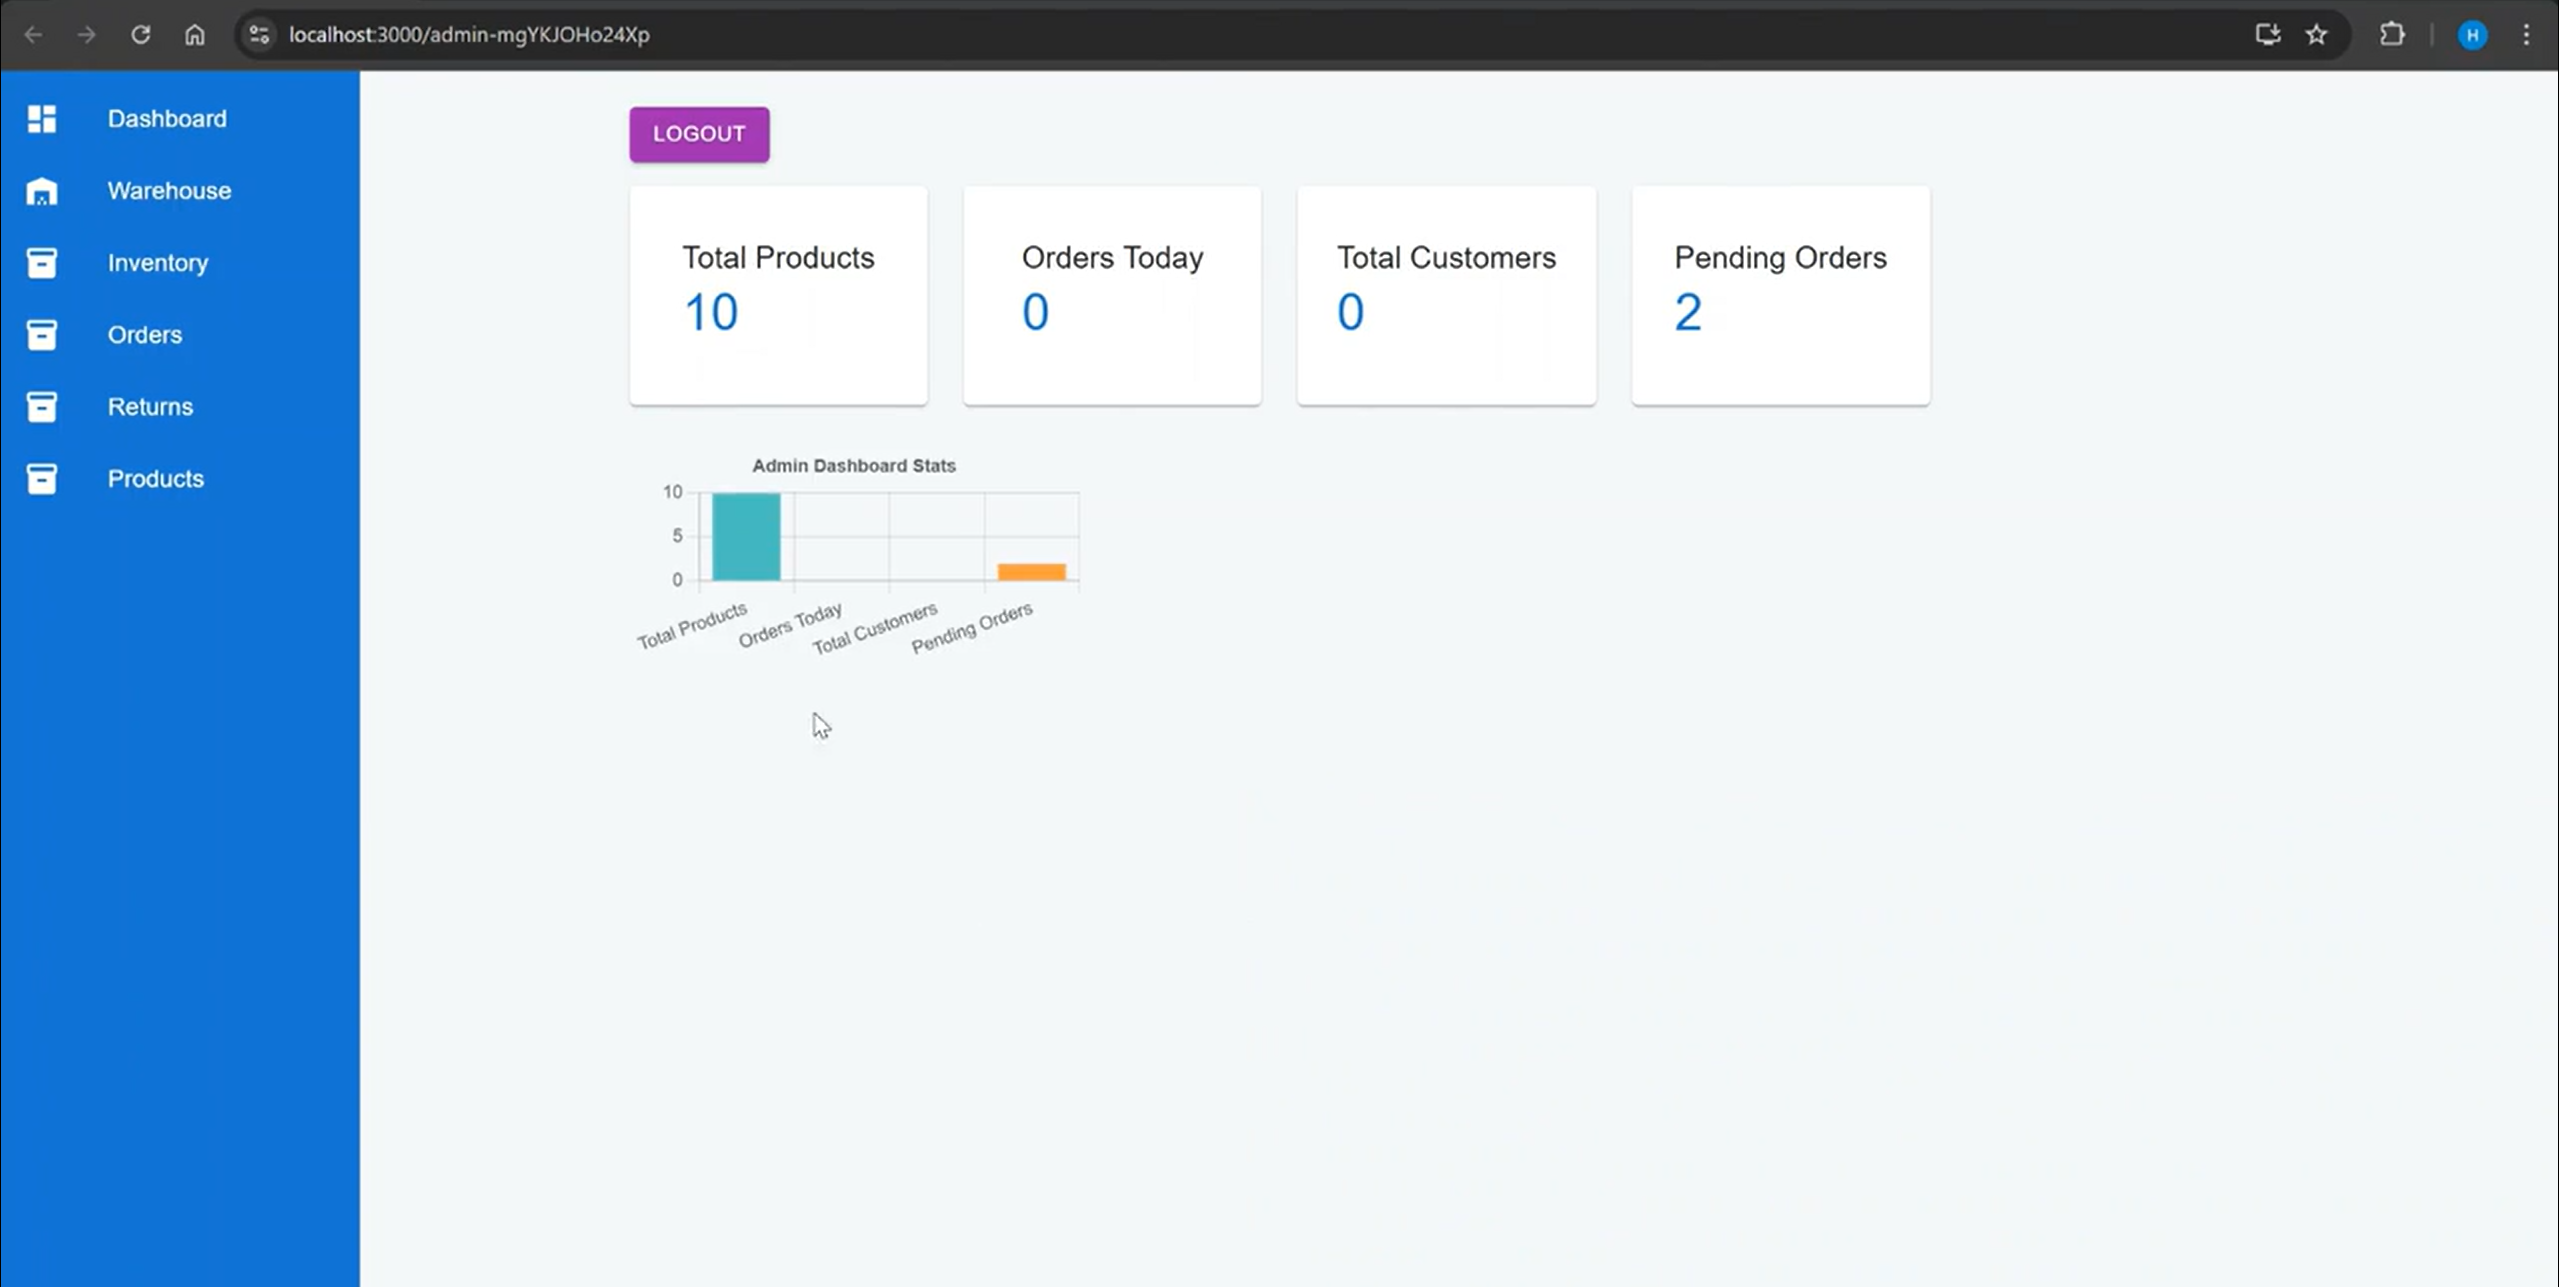 localhost:3000/admin-mgYKJOHo24Xp
H
Dashboard
Warehouse
Inventory
Orders
Returns
Products
LOGOUT
Total Products
10
Orders Today
0
Total Customers
0
Pending Orders
2
Admin Dashboard Stats
10
5
0
Total Products
Orders Today
Total Customers
Pending Orders